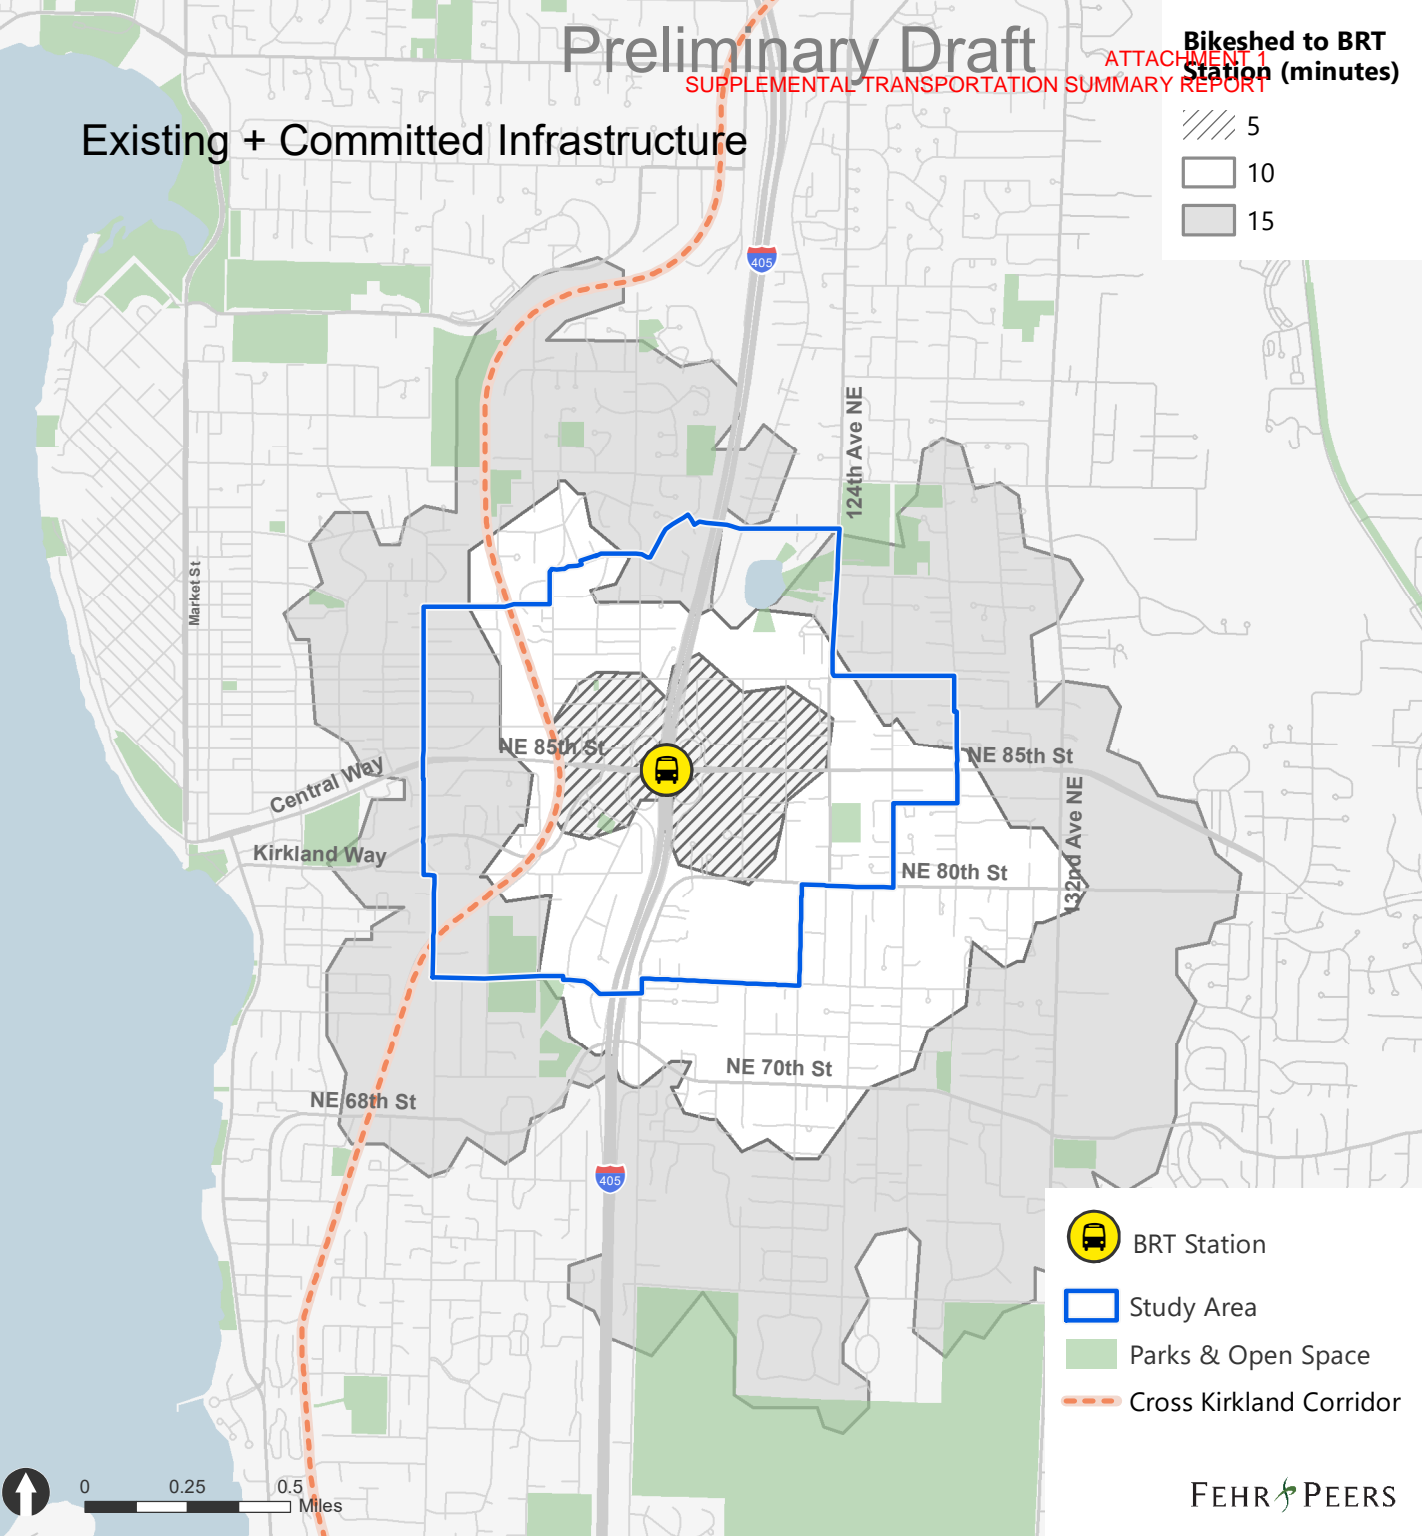 Preliminary Draft
ATTACHMENT 1
SUPPLEMENTAL TRANSPORTATION SUMMARY REPORT
Bikeshed to BRT
Station (minutes)
5
10
15
Existing + Committed Infrastructure
405
124th Ave NE
Market St
NE 85th St
NE 85th St
Central Way
Kirkland Way
132nd Ave NE
NE 80th St
NE 70th St
NE 68th St
405
BRT Station
Study Area
Parks & Open Space
Cross Kirkland Corridor
0 0.25 0.5
Miles
FEHR PEERS